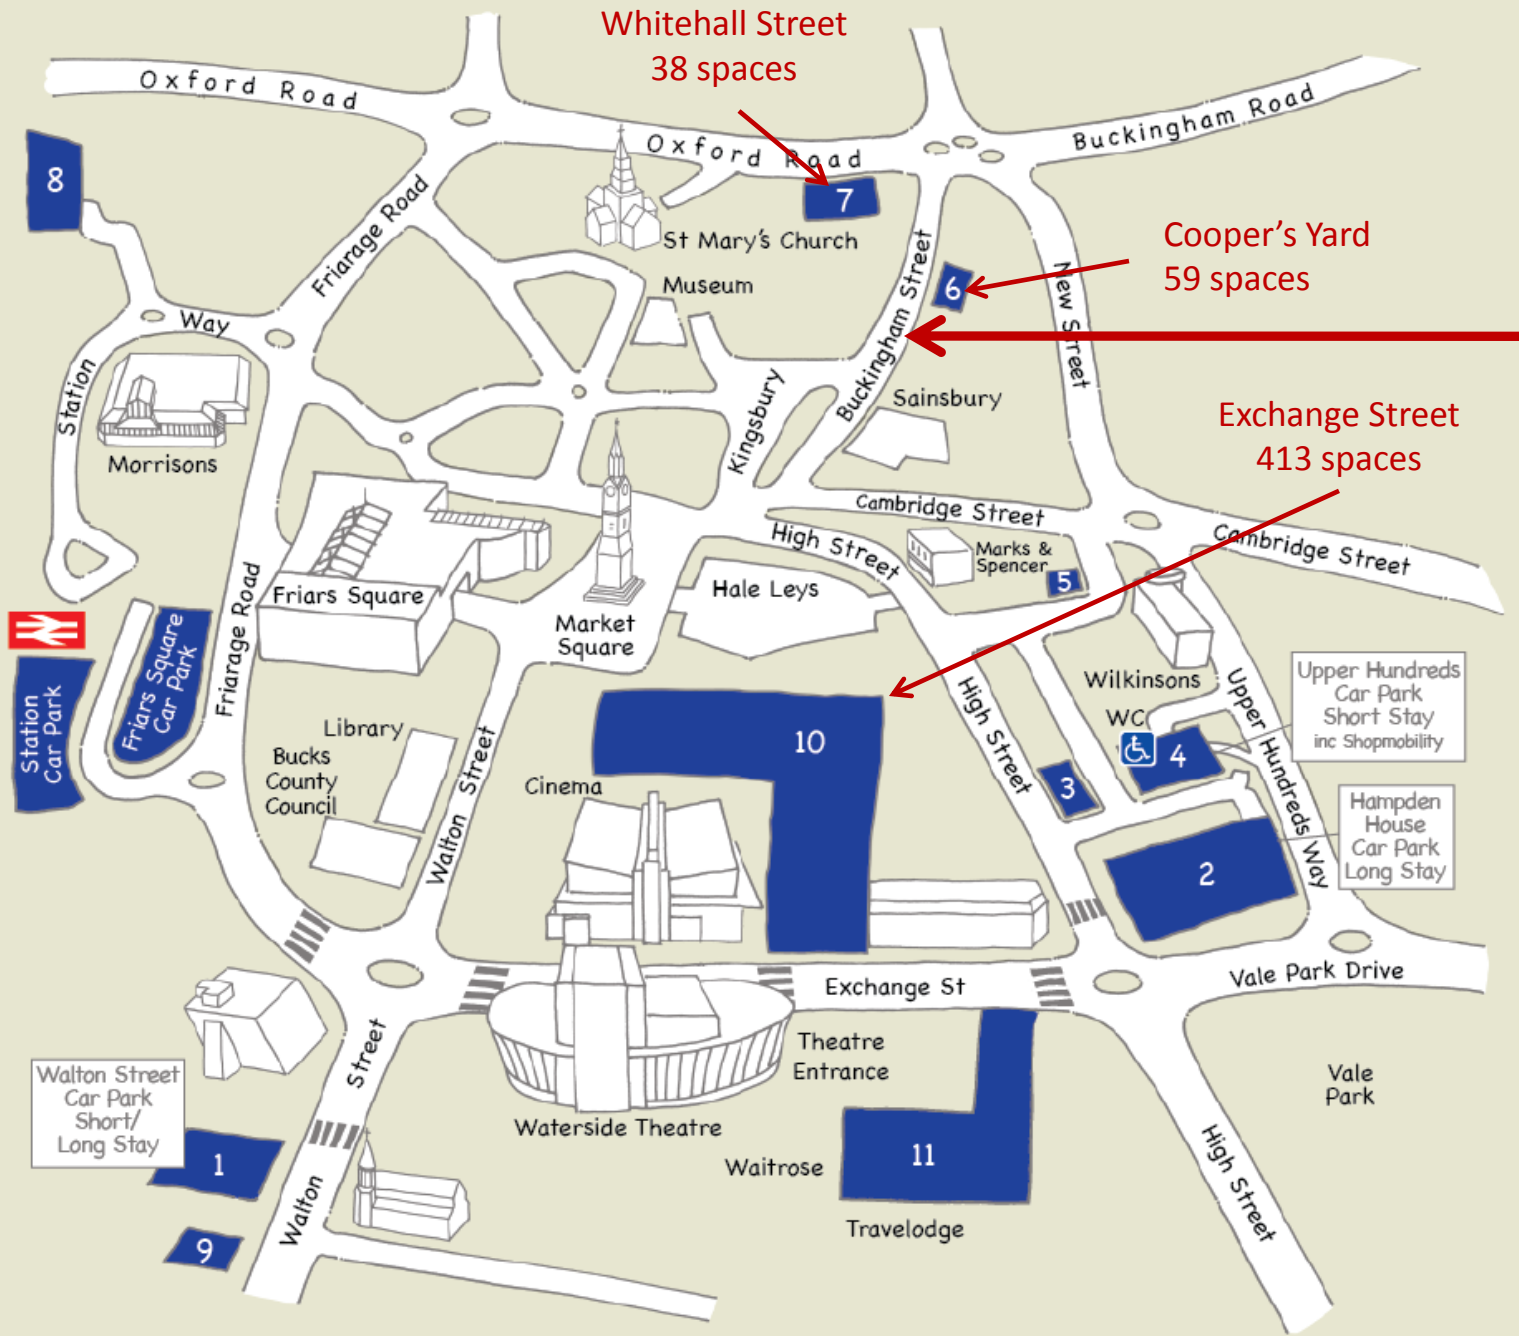 Whitehall Street
38 spaces
Oxford Road
Oxford Road
Buckingham Road
8
7
St Mary's Church
Friarage Road
Buckingham Street
Cooper's Yard
59 spaces
6
New Street
Museum
Way
Station
Morrisons
Kingsbury
Sainsbury
Exchange Street
413 spaces
Cambridge Street
Cambridge Street
High Street
Marks &
Spencer
5
Hale Leys
Friars Square
Market
Square
Friarage Road
Friars Square
Car Park
Station
Car Park
Library
Bucks
County
Council
Walton Street
Cinema
10
High Street
Wilkinsons
WC
Upper Hundreds Way
Upper Hundreds
Car Park
Short Stay
inc Shopmobility
4
3
Hampden
House
Car Park
Long Stay
2
Vale Park Drive
Exchange St
Theatre
Entrance
Vale
Park
Waterside Theatre
Walton Street
Car Park
Short/
Long Stay
Walton Street
1
9
Waitrose
11
Travelodge
High Street